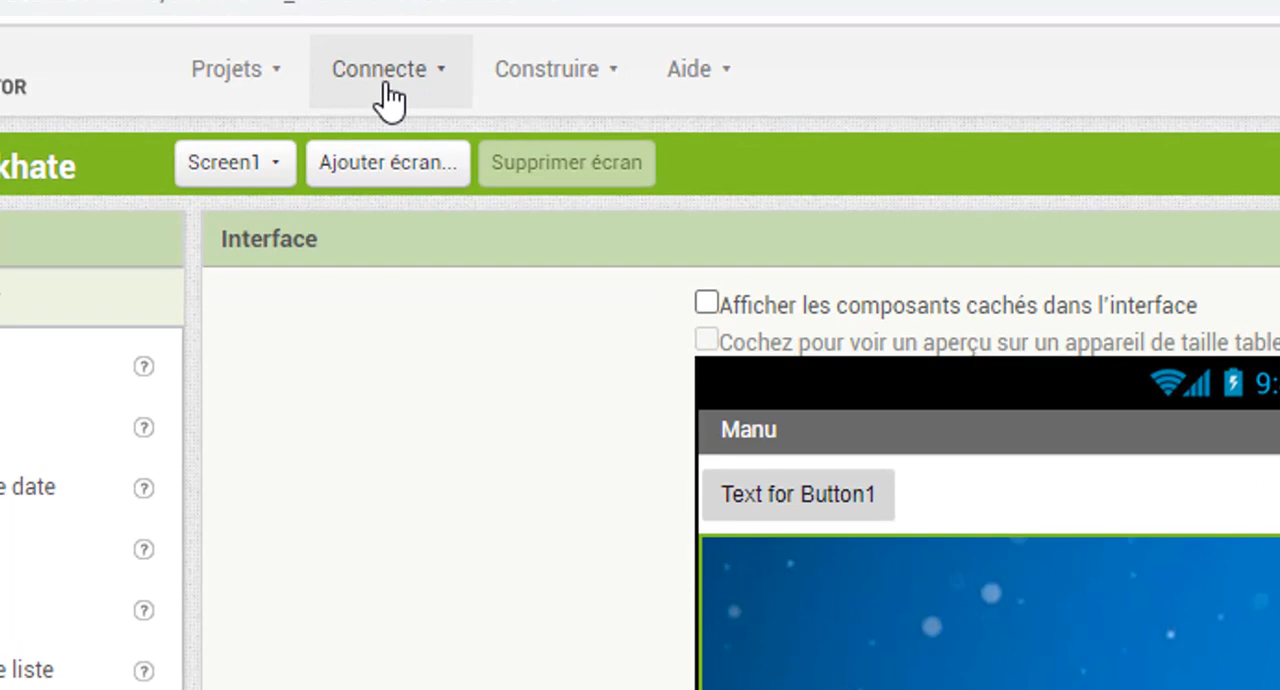 Projets Connecte Construire Aide
TOR
khate Screen1 Ajouter écran... Supprimer écran
Interface
Afficher les composants cachés dans l'interface
Cochez pour voir un aperçu sur un appareil de taille table
9:
Manu
Text for Button1
e date
e liste